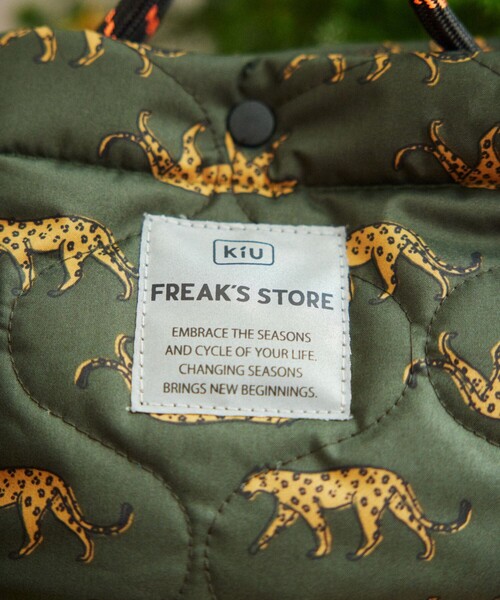 KiU
FREAK'S STORE
EMBRACE THE SEASONS
AND CYCLE OF YOUR LIFE.
CHANGING SEASONS
BRINGS NEW BEGINNINGS.